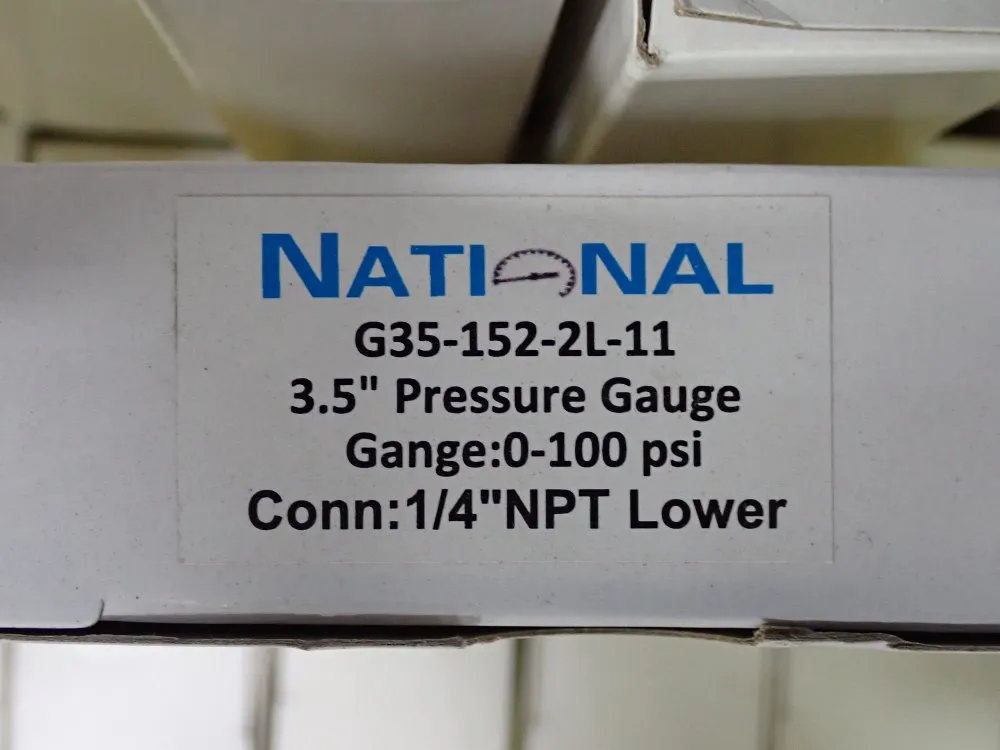 NATIONAL
G35-152-2L-11
3.5" Pressure Gauge
Gange:0-100 psi
Conn:1/4"NPT Lower